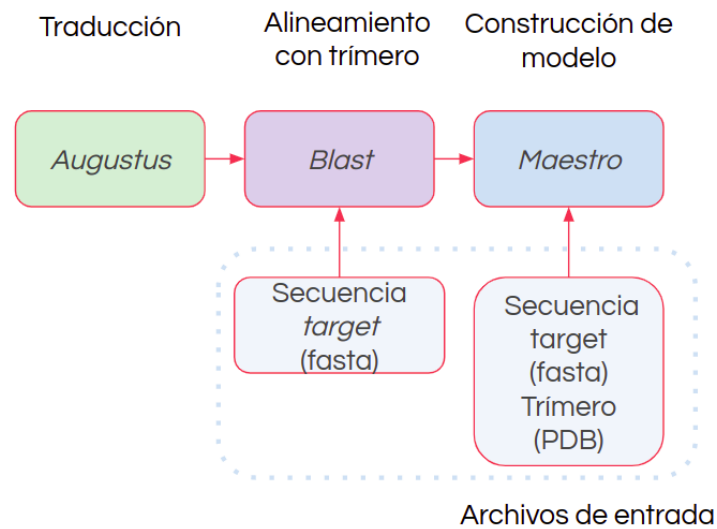 Traducción
Alineamiento
con trímero
Construcción de
modelo
Augustus
Blast
Maestro
Secuencia
target
(fasta)
Secuencia
target
(fasta)
Trímero
(PDB)
Archivos de entrada